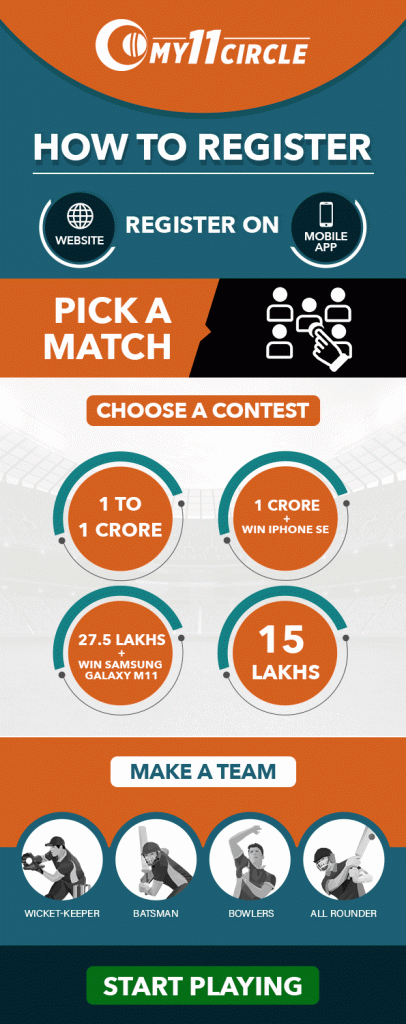 MY11CIRCLE
HOW TO REGISTER
WEBSITE
REGISTER ON
MOBILE
APP
PICK A
MATCH
CHOOSE A CONTEST
1 TO
1 CRORE
1 CRORE
+
WIN IPHONE SE
27.5 LAKHS
+
WIN SAMSUNG
GALAXY M11
15
LAKHS
MAKE A TEAM
WICKET-KEEPER
BATSMAN
BOWLERS
ALL ROUNDER
START PLAYING